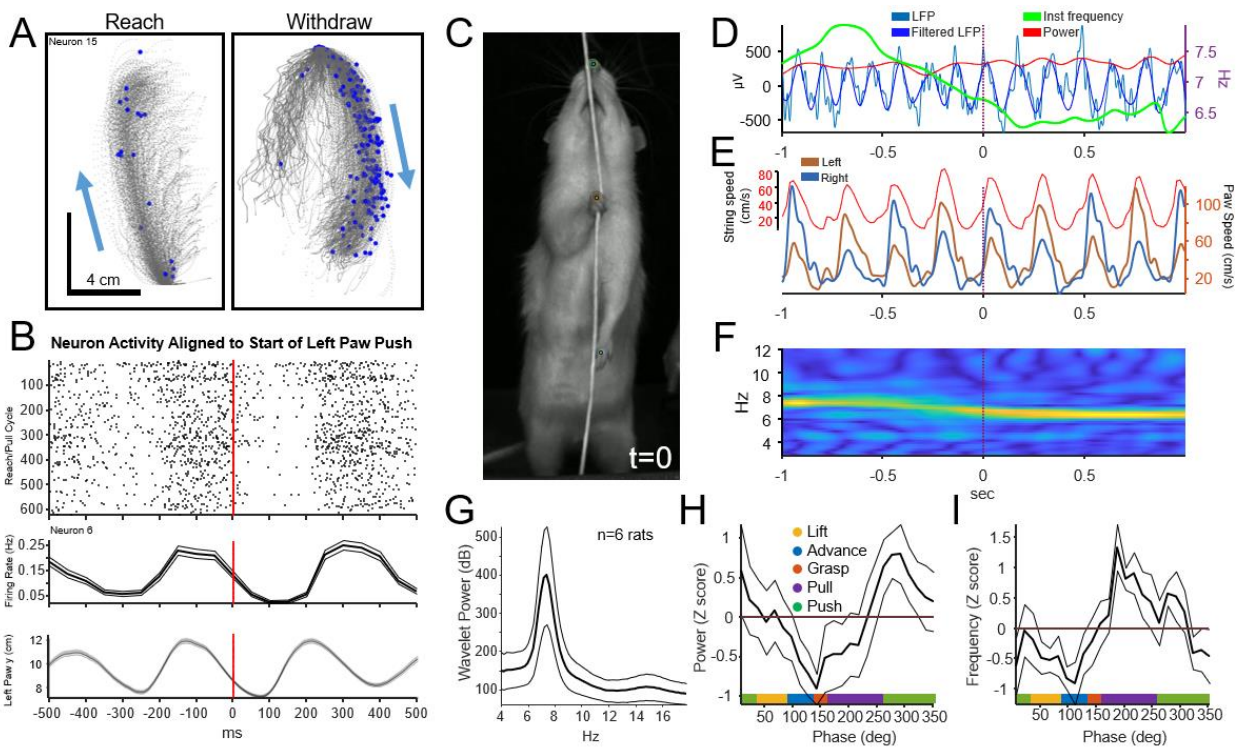 A
Reach
Withdraw
Neuron 15
4 cm
B
Neuron Activity Aligned to Start of Left Paw Push
Reach/Pull Cycle
100
200
300
400
500
600
Neuron 6
Firing Rate (Hz)
0.25
0.15
0.05
Left Paw y (cm)
12
10
8
-500 -400 -300 -200 -100 0 100 200 300 400 500
ms
C
t=0
D
LFP
Filtered LFP
Inst frequency
Power
µV
500
0
-500
7.5
7
6.5
Hz
-1 -0.5 0 0.5
E
Left
Right
String speed
(cm/s)
80
60
40
20
Paw Speed (cm/s)
100
60
20
-1 -0.5 0 0.5
F
Hz
12
10
8
6
4
-1 -0.5 0 0.5
sec
G
n=6 rats
Wavelet Power (dB)
500
400
300
200
100
4 6 8 10 12 14 16
Hz
H
Lift
Advance
Grasp
Pull
Push
Power (Z score)
1
0.5
0
-0.5
-1
50 100 150 200 250 300 350
Phase (deg)
I
Frequency (Z score)
1.5
1
0.5
0
-0.5
-1
50 100 150 200 250 300 350
Phase (deg)